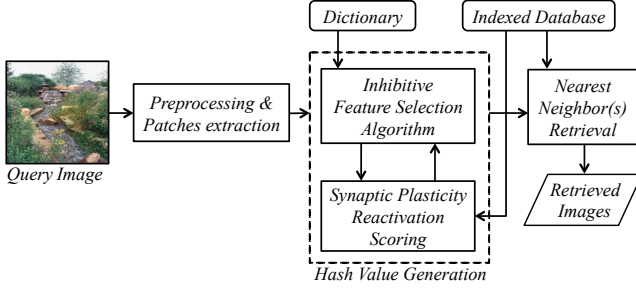 Dictionary
Indexed Database
Preprocessing &
Patches extraction
Inhibitive
Feature Selection
Algorithm
Nearest
Neighbor(s)
Retrieval
Query Image
Synaptic Plasticity
Reactivation
Scoring
Retrieved
Images
Hash Value Generation